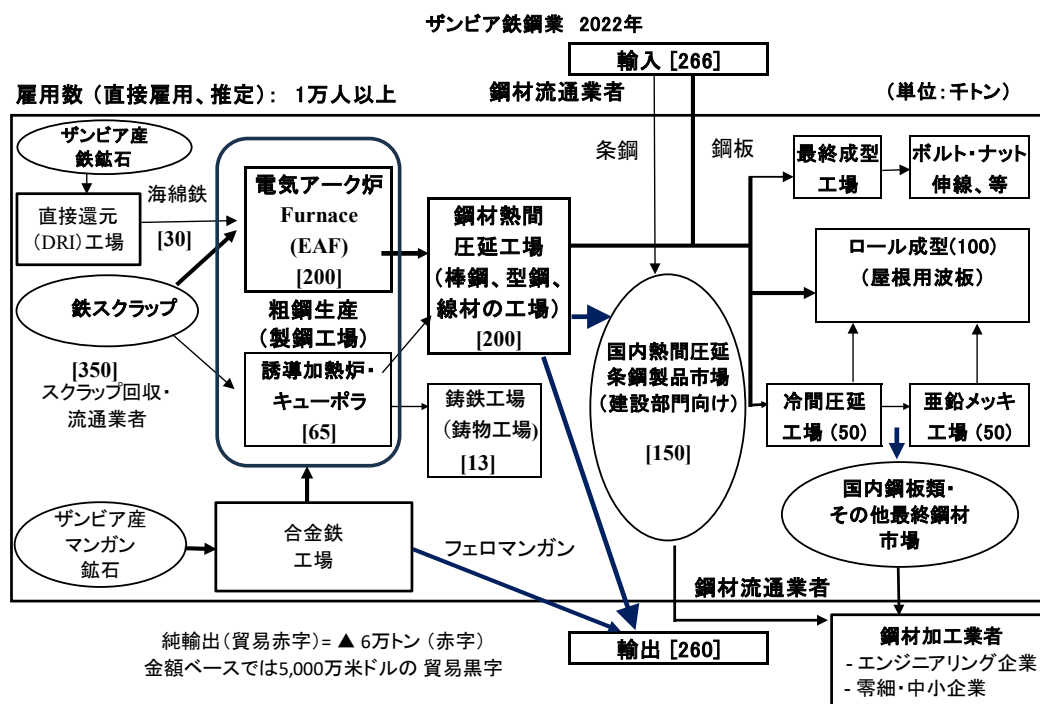 ザンビア鉄鋼業 2022年
輸入 [266]
雇用数 (直接雇用、推定): 1万人以上
鋼材流通業者
(単位:千トン)
ザンビア産
鉄鉱石
海綿鉄
直接還元
(DRI)工場
[30]
鉄スクラップ
[350]
スクラップ回収・
流通業者
電気アーク炉
Furnace
(EAF)
[200]
粗鋼生産
(製鋼工場)
誘導加熱炉・
キューポラ
[65]
鋼材熱間
圧延工場
(棒鋼、型鋼、
線材の工場)
[200]
鋳鉄工場
(鋳物工場)
[13]
条鋼
鋼板
国内熱間圧延
条鋼製品市場
(建設部門向け)
[150]
最終成型
工場
ボルト・ナット
伸線、等
ロール成型(100)
(屋根用波板)
冷間圧延
工場 (50)
亜鉛メッキ
工場 (50)
国内鋼板類・
その他最終鋼材
市場
ザンビア産
マンガン
鉱石
合金鉄
工場
フェロマンガン
鋼材流通業者
純輸出(貿易赤字)= ▲ 6万トン (赤字)
金額ベースでは5,000万米ドルの 貿易黒字
輸出 [260]
鋼材加工業者
- エンジニアリング企業
- 零細・中小企業